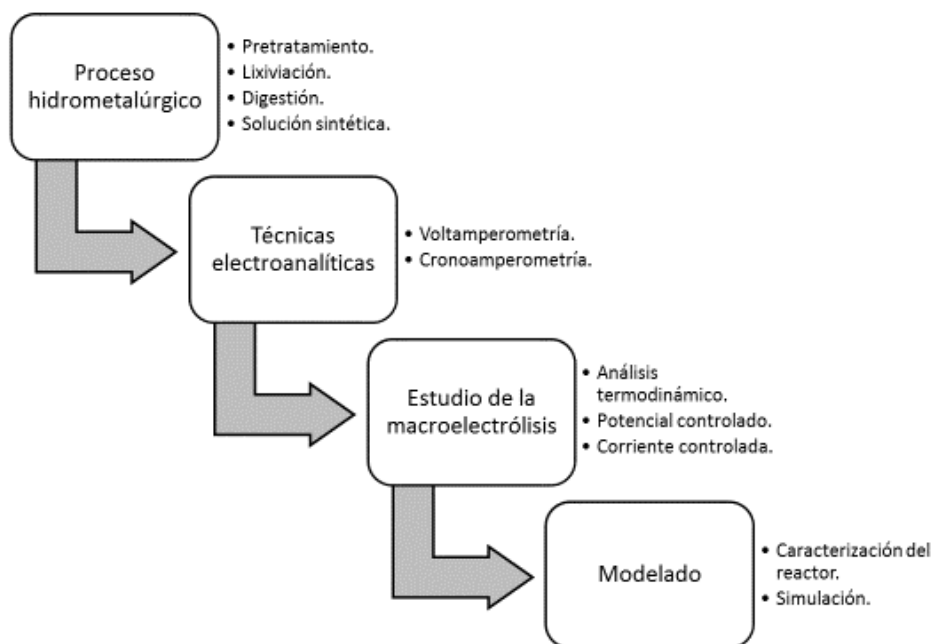 Proceso
hidrometalúrgico
• Pretratamiento.
• Lixiviación.
• Digestión.
• Solución sintética.
Técnicas
electroanalíticas
• Voltamperometría.
• Cronoamperometría.
Estudio de la
macroelectrólisis
• Análisis
termodinámico.
• Potencial controlado.
• Corriente controlada.
Modelado
• Caracterización del
reactor.
• Simulación.